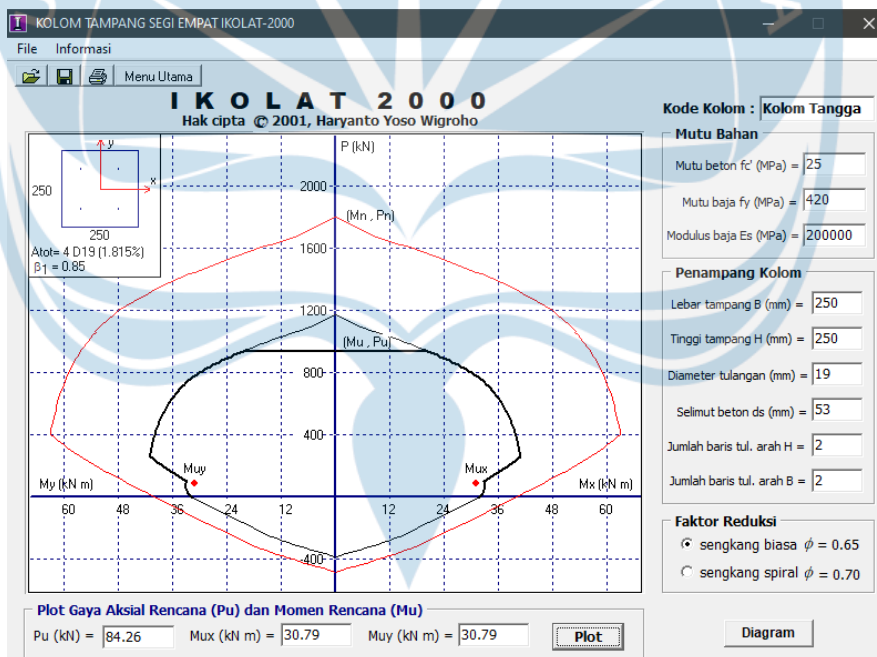 KOLOM TAMPANG SEGI EMPAT IKOLAT-2000
File Informasi
Menu Utama
I K O L A T 2 0 0 0
Hak cipta © 2001, Haryanto Yoso Wigroho
Kode Kolom : Kolom Tangga
Mutu Bahan
Mutu beton fc' (MPa) = 25
Mutu baja fy (MPa) = 420
Modulus baja Es (MPa) = 200000
Penampang Kolom
Lebar tampang B (mm) = 250
Tinggi tampang H (mm) = 250
Diameter tulangan (mm) = 19
Selimut beton ds (mm) = 53
Jumlah baris tul. arah H = 2
Jumlah baris tul. arah B = 2
Faktor Reduksi
sengkang biasa ϕ = 0.65
sengkang spiral ϕ = 0.70
Diagram
y
x
250
250
Atot= 4 D19 (1.815%)
β1 = 0.85
P (kN)
2000
(Mn , Pn)
1600
1200
(Mu , Pu)
800
400
Muy Mux
My (kN m) Mx (kN m)
60 48 36 24 12 12 24 36 48 60
400
Plot Gaya Aksial Rencana (Pu) dan Momen Rencana (Mu)
Pu (kN) = 84.26 Mux (kN m) = 30.79 Muy (kN m) = 30.79 Plot